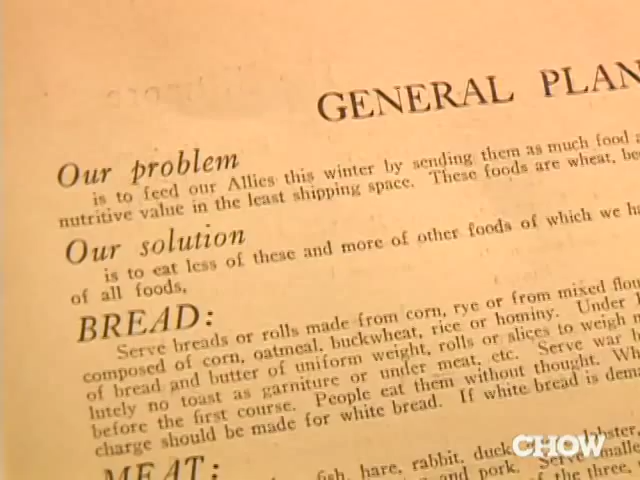 GENERAL PLAN
Our problem
is to feed our Allies this winter by sending them as much food
nutritive value in the least shipping space. These foods are wheat,
Our solution
is to eat less of these and more of other foods of which we
of all foods,
BREAD:
Serve breads or rolls made from corn, rye or from mixed
composed of corn, oatmeal, buckwheat, rice or hominy. Under
of bread and butter of uniform weight, rolls or slices to weigh
lutely no toast as garniture or under meat, etc. Serve war
before the first course. People eat them without thought.
charge should be made for white bread. If white bread is
MEAT:
fish, hare, rabbit, duck, lobster,
and pork. Serve
of the three,
CHOW